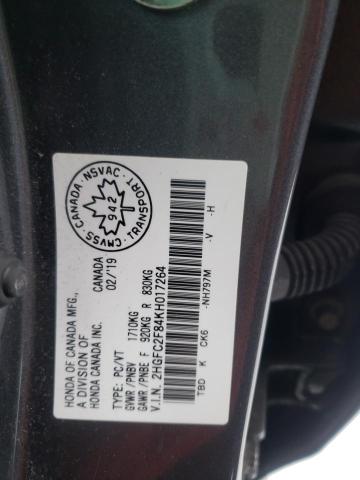 HONDA OF CANADA MFG.,
A DIVISION OF
HONDA CANADA INC.
CANADA
02/'19
CMVSS CANADA · NSVAC · TRANSPORT ·
942
TYPE: PC/VT
GVWR/PNBV 1710KG
GAWR/PNBE F 920KG R 830KG
V.I.N. 2HGFC2F84KH017264
TBD K CK6 -NH797M -V -H